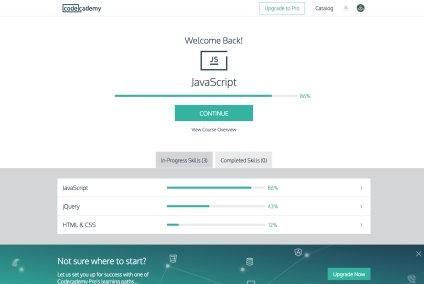 codecademy
Upgrade to Pro
Catalog
Welcome Back!
JS
JavaScript
86%
CONTINUE
View Course Overview
In-Progress Skills (3)
Completed Skills (0)
JavaScript 86%
jQuery 43%
HTML & CSS 12%
Not sure where to start?
Let us set you up for success with one of
Codecademy Pro's learning paths...
Upgrade Now